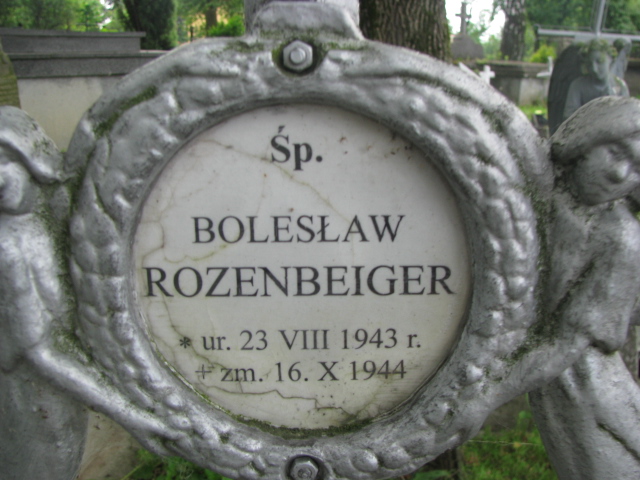 Śp.
BOLESŁAW
ROZENBEIGER
* ur. 23 VIII 1943 r.
+ zm. 16. X 1944